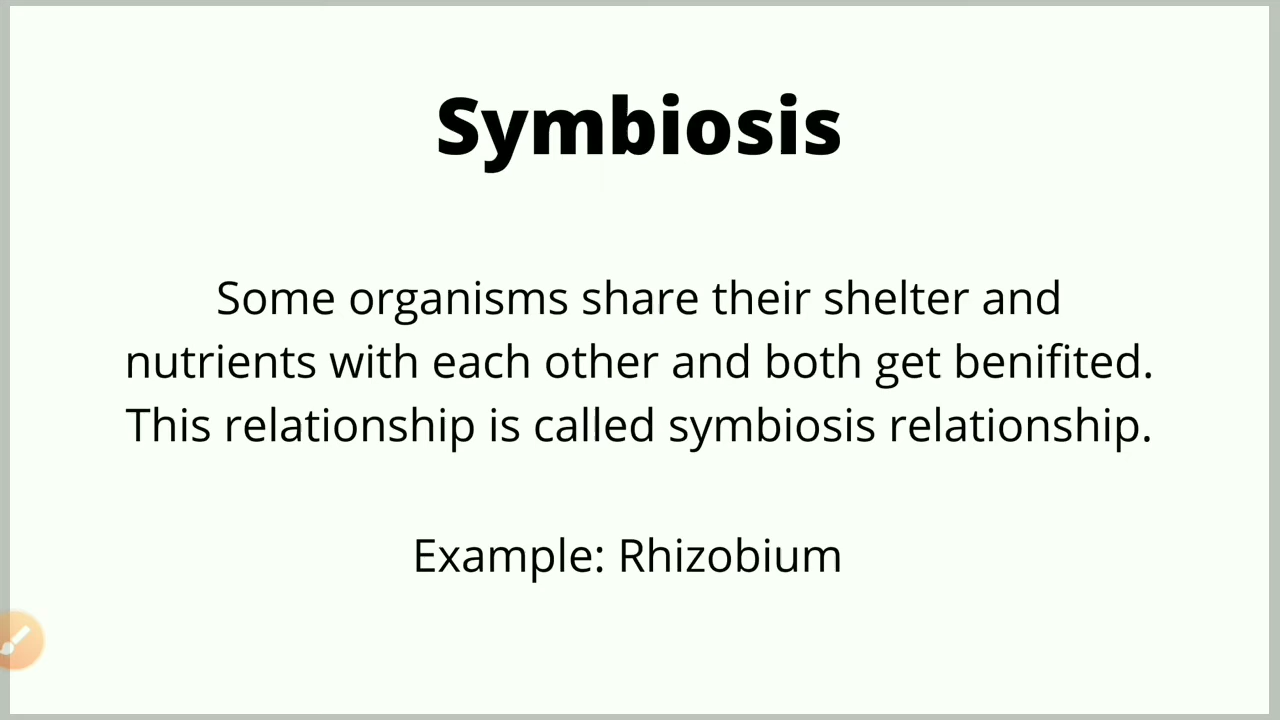 Symbiosis
Some organisms share their shelter and
nutrients with each other and both get benifited.
This relationship is called symbiosis relationship.
Example: Rhizobium